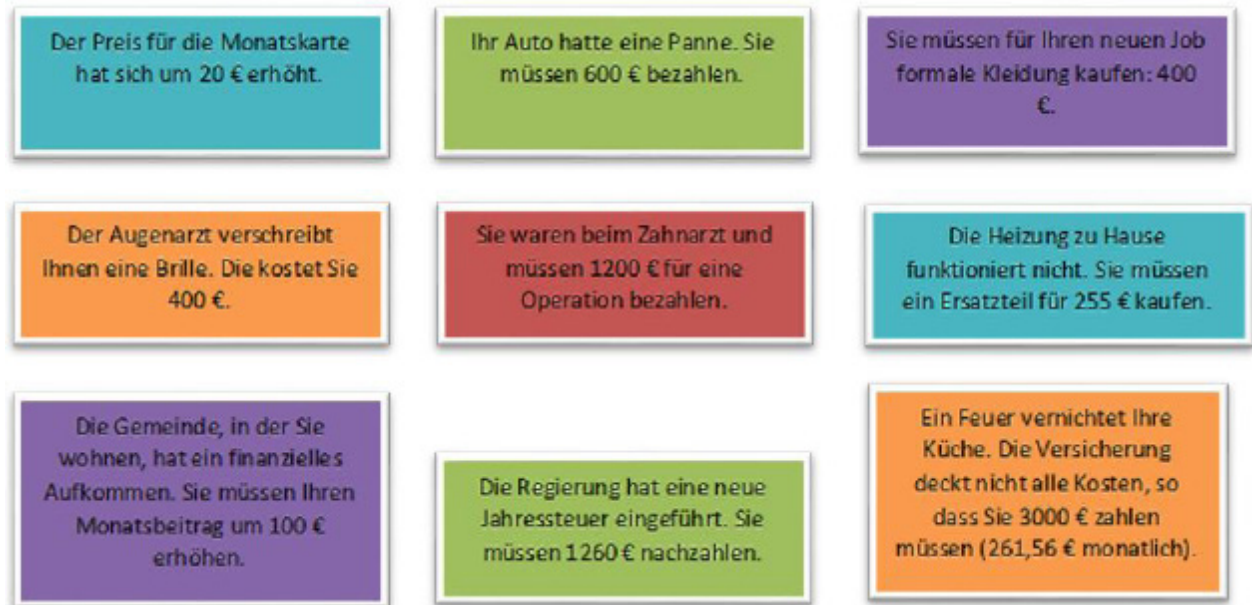 Der Preis für die Monatskarte
hat sich um 20 € erhöht.
Ihr Auto hatte eine Panne. Sie
müssen 600 € bezahlen.
Sie müssen für Ihren neuen Job
formale Kleidung kaufen: 400
€.
Der Augenarzt verschreibt
Ihnen eine Brille. Die kostet Sie
400 €.
Sie waren beim Zahnarzt und
müssen 1200 € für eine
Operation bezahlen.
Die Heizung zu Hause
funktioniert nicht. Sie müssen
ein Ersatzteil für 255 € kaufen.
Die Gemeinde, in der Sie
wohnen, hat ein finanzielles
Aufkommen. Sie müssen Ihren
Monatsbeitrag um 100 €
erhöhen.
Die Regierung hat eine neue
Jahressteuer eingeführt. Sie
müssen 1260 € nachzahlen.
Ein Feuer vernichtet Ihre
Küche. Die Versicherung
deckt nicht alle Kosten, so
dass Sie 3000 € zahlen
müssen (261,56 € monatlich).